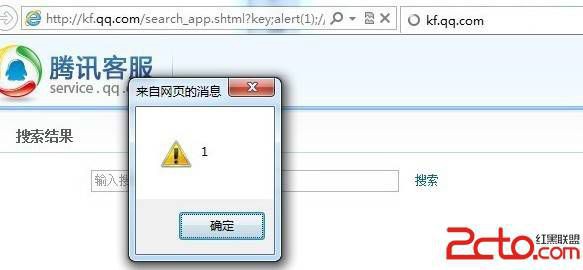 http://kf.qq.com/search_app.shtml?key;alert(1);//
kf.qq.com
腾讯客服
service.qq.c
来自网页的消息
搜索结果
1
输入搜
搜索
确定
红黑联盟
2cto.com